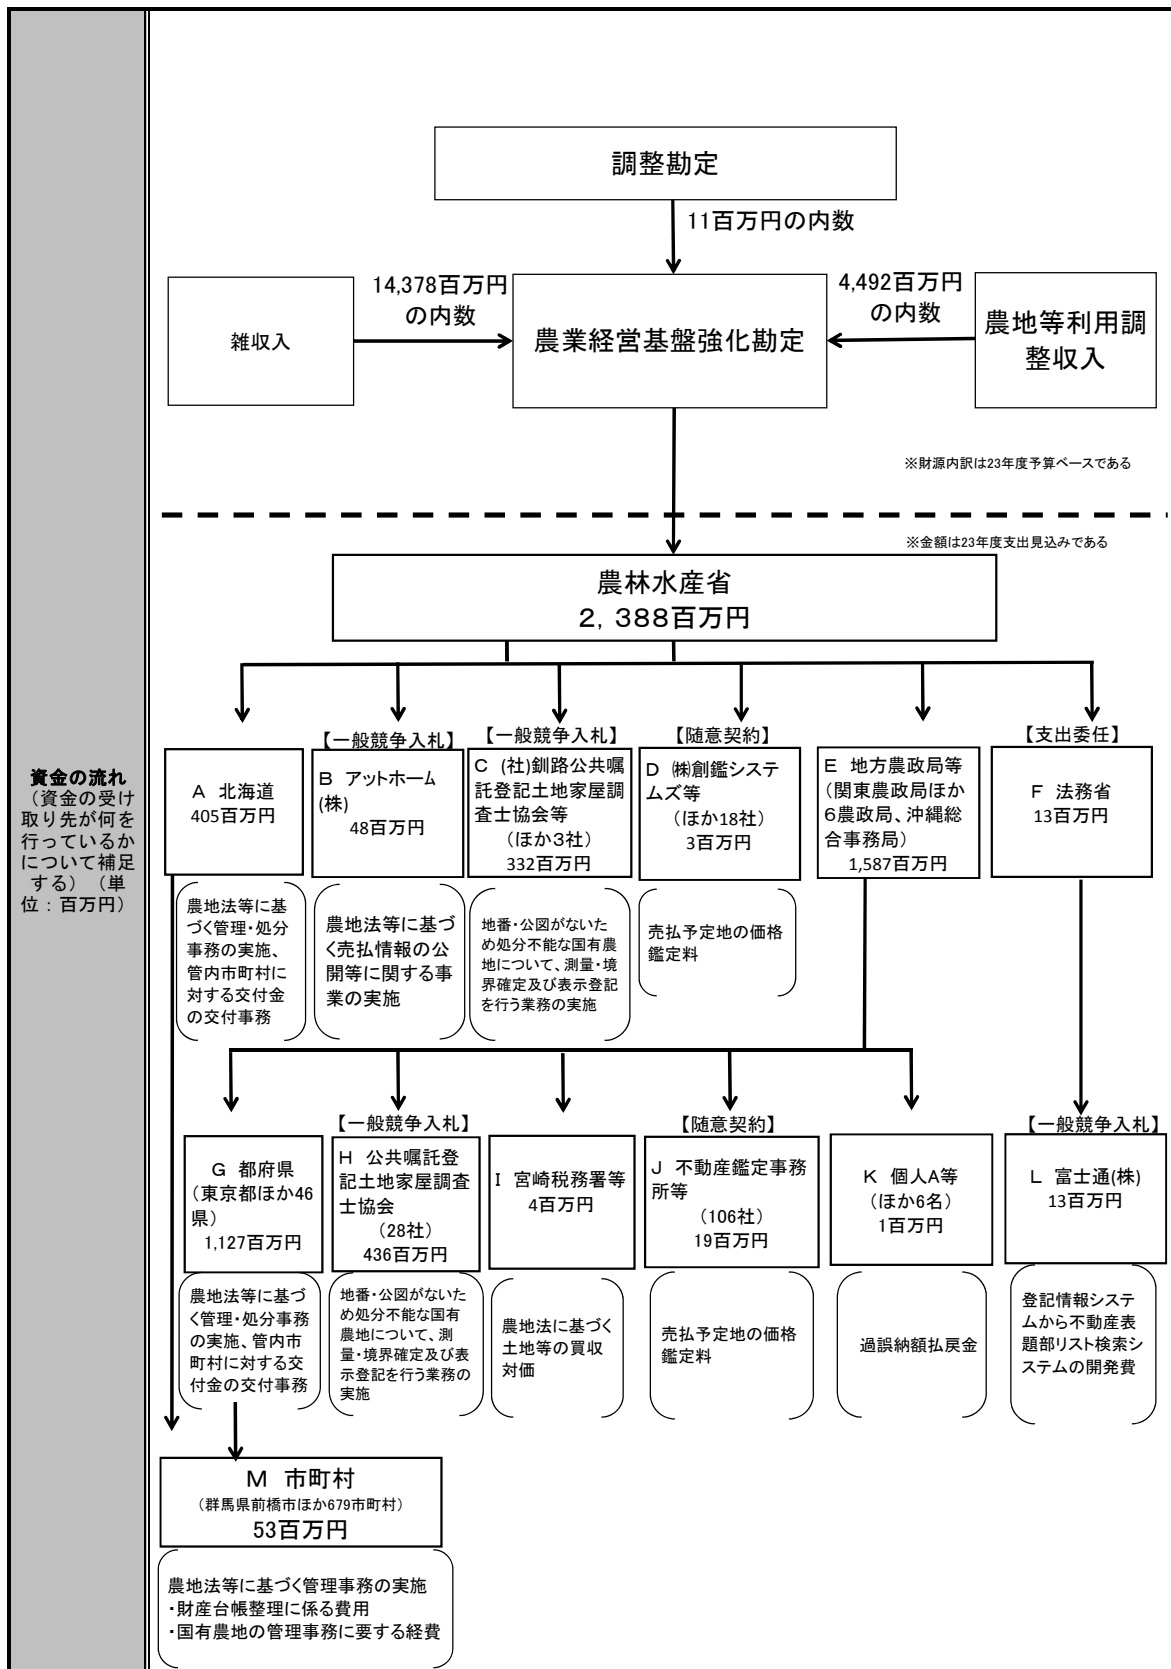 資金の流れ
（資金の受け
取り先が何を
行っているか
について補足
する）（単
位：百万円）
調整勘定
11百万円の内数
雑収入
14,378百万円
の内数
農業経営基盤強化勘定
4,492百万円
の内数
農地等利用調
整収入
※財源内訳は23年度予算ベースである
※金額は23年度支出見込みである
農林水産省
2，388百万円
A 北海道
405百万円
農地法等に基
づく管理・処分
事務の実施、
管内市町村に
対する交付金
の交付事務
【一般競争入札】
B アットホーム
(株)
48百万円
農地法等に基づ
く売払情報の公
開等に関する事
業の実施
【一般競争入札】
C (社)釧路公共嘱
託登記土地家屋調
査士協会等
（ほか3社）
332百万円
地番・公図がないた
め処分不能な国有農
地について、測量・境
界確定及び表示登記
を行う業務の実施
【随意契約】
D ㈱創鑑システ
ムズ等
（ほか18社）
3百万円
売払予定地の価格
鑑定料
E 地方農政局等
（関東農政局ほか
6農政局、沖縄総
合事務局）
1,587百万円
【支出委任】
F 法務省
13百万円
G 都府県
（東京都ほか46
県）
1,127百万円
農地法等に基づ
く管理・処分事務
の実施、管内市
町村に対する交
付金の交付事務
【一般競争入札】
H 公共嘱託登
記土地家屋調査
士協会
（28社）
436百万円
地番・公図がないた
め処分不能な国有
農地について、測
量・境界確定及び表
示登記を行う業務の
実施
I 宮崎税務署等
4百万円
農地法に基づく
土地等の買収
対価
【随意契約】
J 不動産鑑定事務
所等
（106社）
19百万円
売払予定地の価格
鑑定料
K 個人A等
（ほか6名）
1百万円
過誤納額払戻金
【一般競争入札】
L 富士通(株)
13百万円
登記情報システ
ムから不動産表
題部リスト検索シ
ステムの開発費
M 市町村
（群馬県前橋市ほか679市町村）
53百万円
農地法等に基づく管理事務の実施
・財産台帳整理に係る費用
・国有農地の管理事務に要する経費